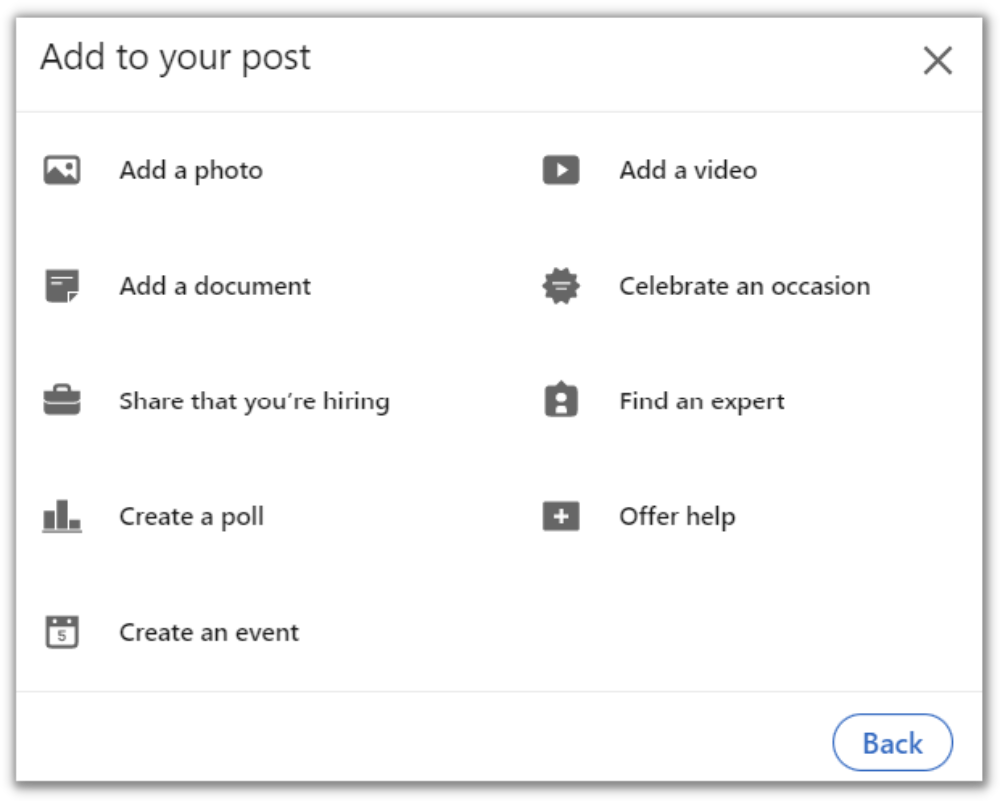 Add to your post
Add a photo
Add a video
Add a document
Celebrate an occasion
Share that you're hiring
Find an expert
Create a poll
Offer help
5
Create an event
Back